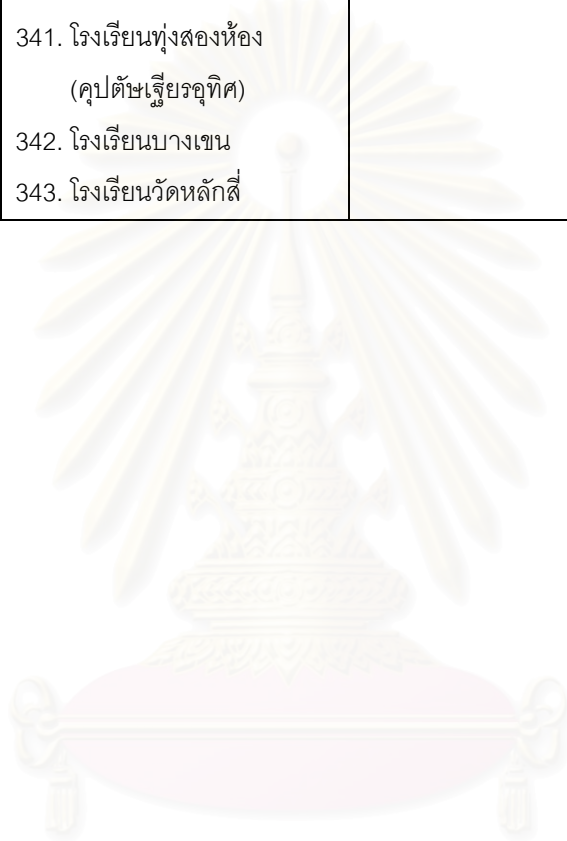 341. โรงเรียนทุ่งสองห้อง
(คุปตัษเฐียรอุทิศ)
342. โรงเรียนบางเขน
343. โรงเรียนวัดหลักสี่